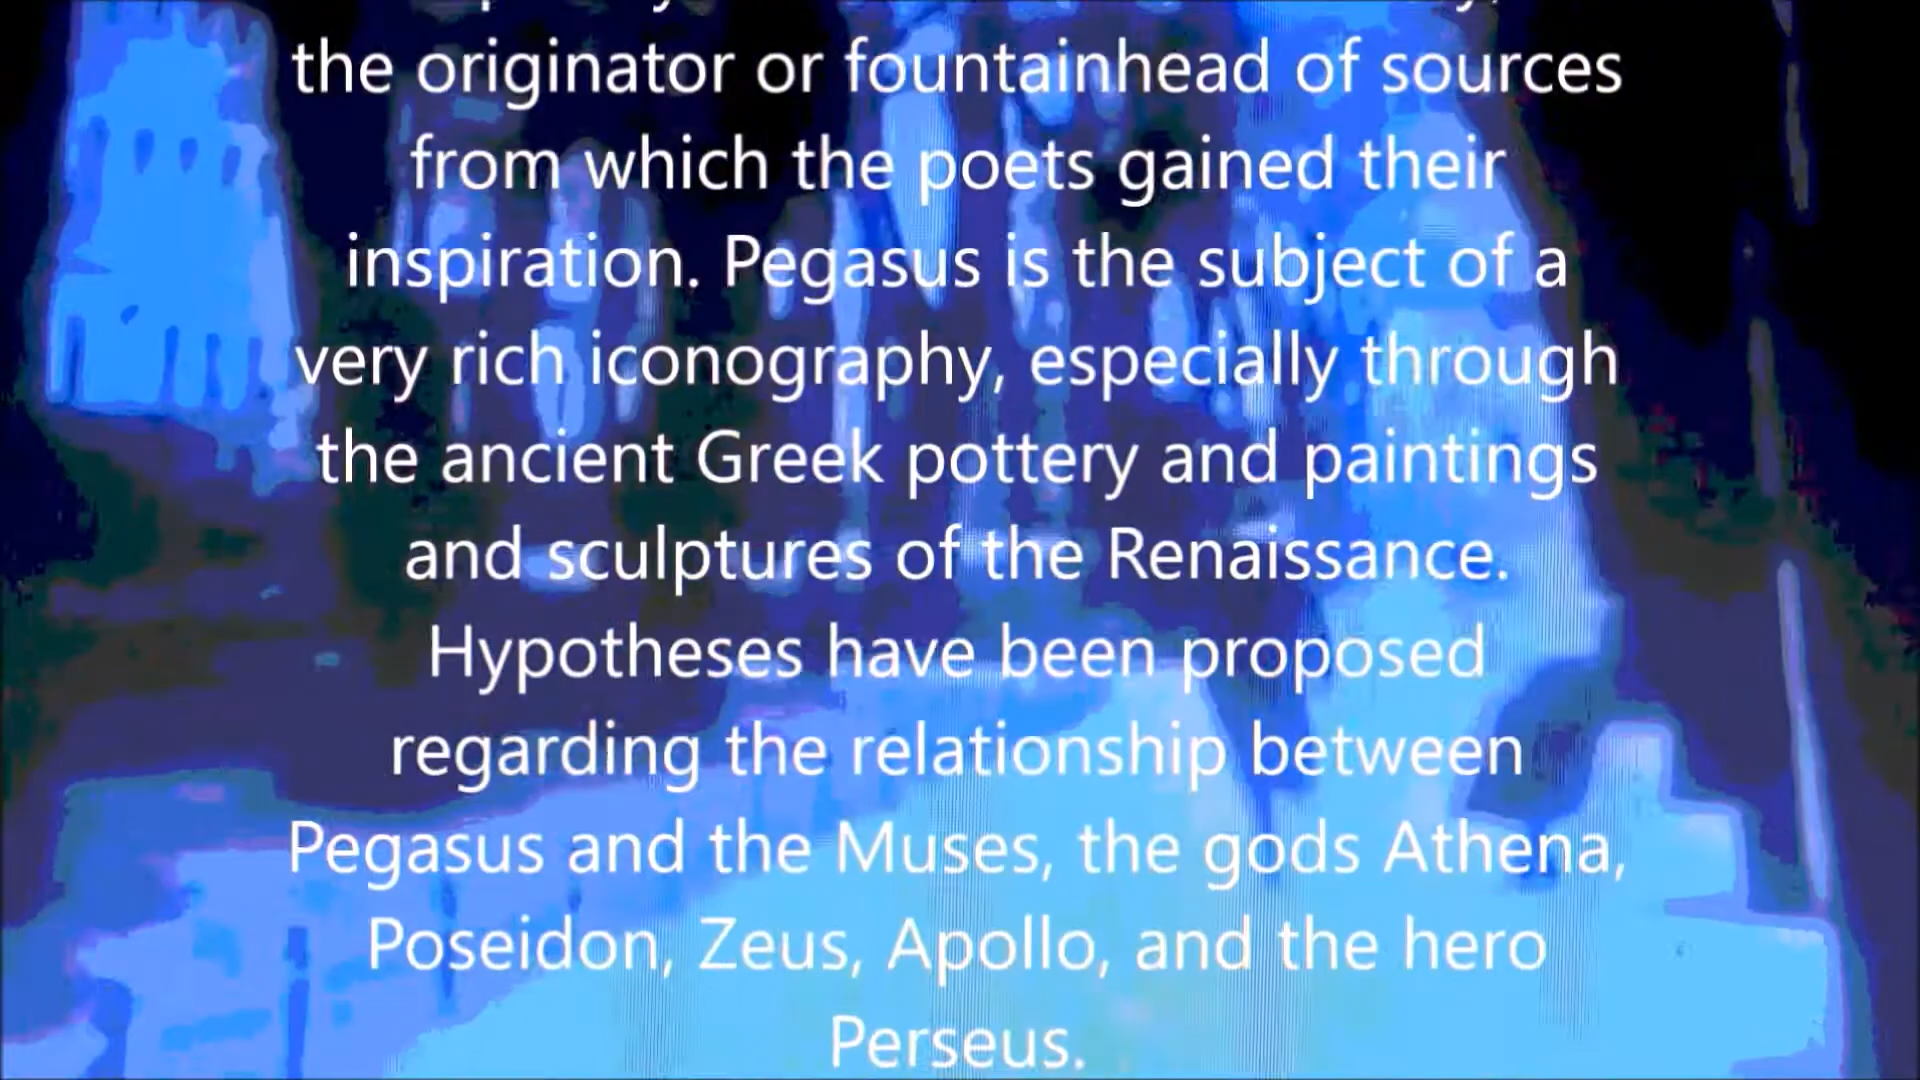 the originator or fountainhead of sources
from which the poets gained their
inspiration. Pegasus is the subject of a
very rich iconography, especially through
the ancient Greek pottery and paintings
and sculptures of the Renaissance.
Hypotheses have been proposed
regarding the relationship between
Pegasus and the Muses, the gods Athena,
Poseidon, Zeus, Apollo, and the hero
Perseus.